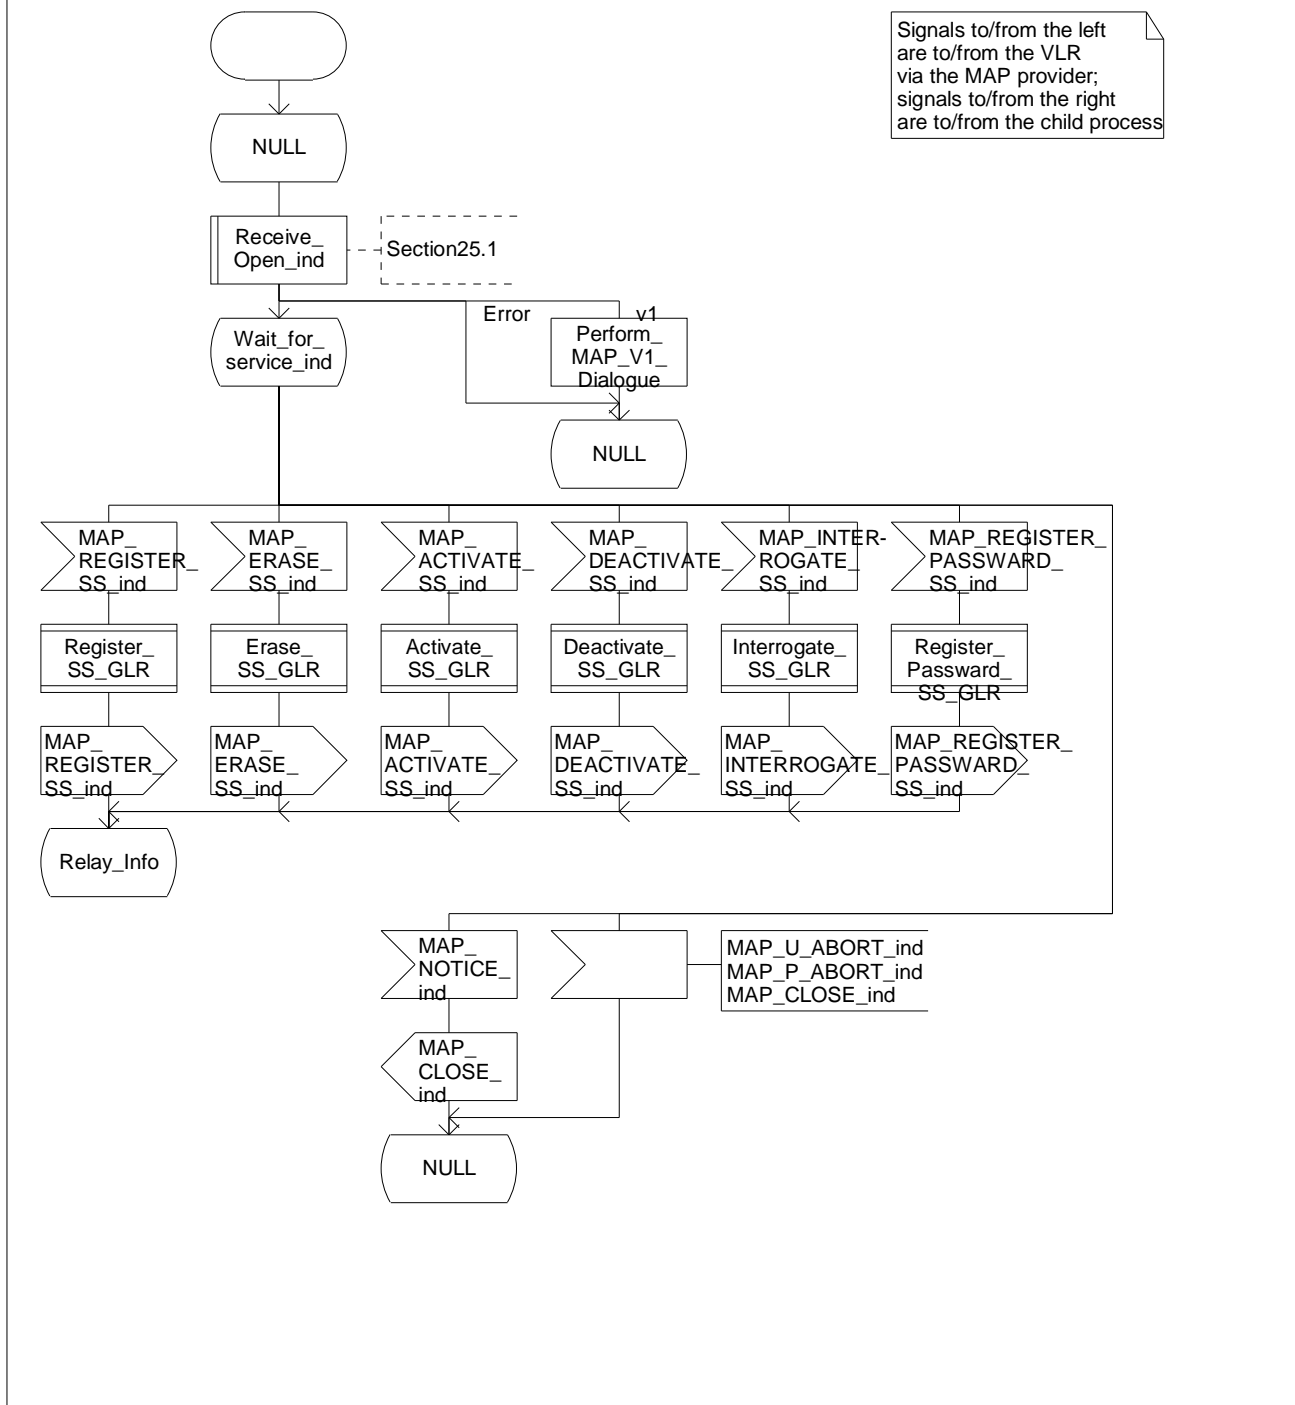 Signals to/from the left
are to/from the VLR
via the MAP provider;
signals to/from the right
are to/from the child process
NULL
Receive_
Open_ind
Section25.1
Error
v1
Wait_for_
service_ind
Perform_
MAP_V1_
Dialogue
NULL
MAP_
REGISTER_
SS_ind
MAP_
ERASE_
SS_ind
MAP_
ACTIVATE_
SS_ind
MAP_
DEACTIVATE_
SS_ind
MAP_INTER-
ROGATE_
SS_ind
MAP_REGISTER_
PASSWARD_
SS_ind
Register_
SS_GLR
Erase_
SS_GLR
Activate_
SS_GLR
Deactivate_
SS_GLR
Interrogate_
SS_GLR
Register_
Passward_
SS_GLR
MAP_
REGISTER_
SS_ind
MAP_
ERASE_
SS_ind
MAP_
ACTIVATE_
SS_ind
MAP_
DEACTIVATE_
SS_ind
MAP_
INTERROGATE_
SS_ind
MAP_REGISTER_
PASSWARD_
SS_ind
Relay_Info
MAP_
NOTICE_
ind
MAP_U_ABORT_ind
MAP_P_ABORT_ind
MAP_CLOSE_ind
MAP_
CLOSE_
ind
NULL